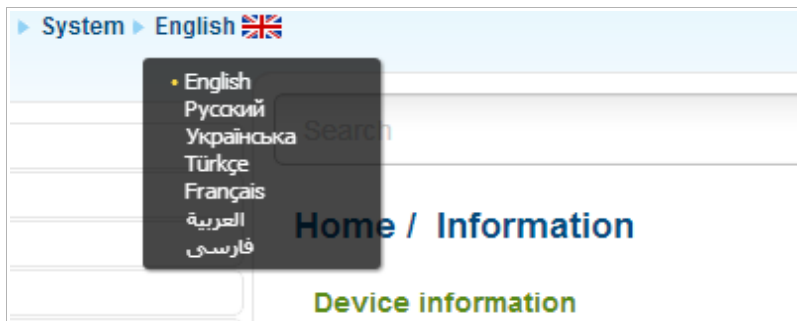 System English
• English
Русский
Українська
Türkçe
Français
العربية
فارسی
Search
Home / Information
Device information